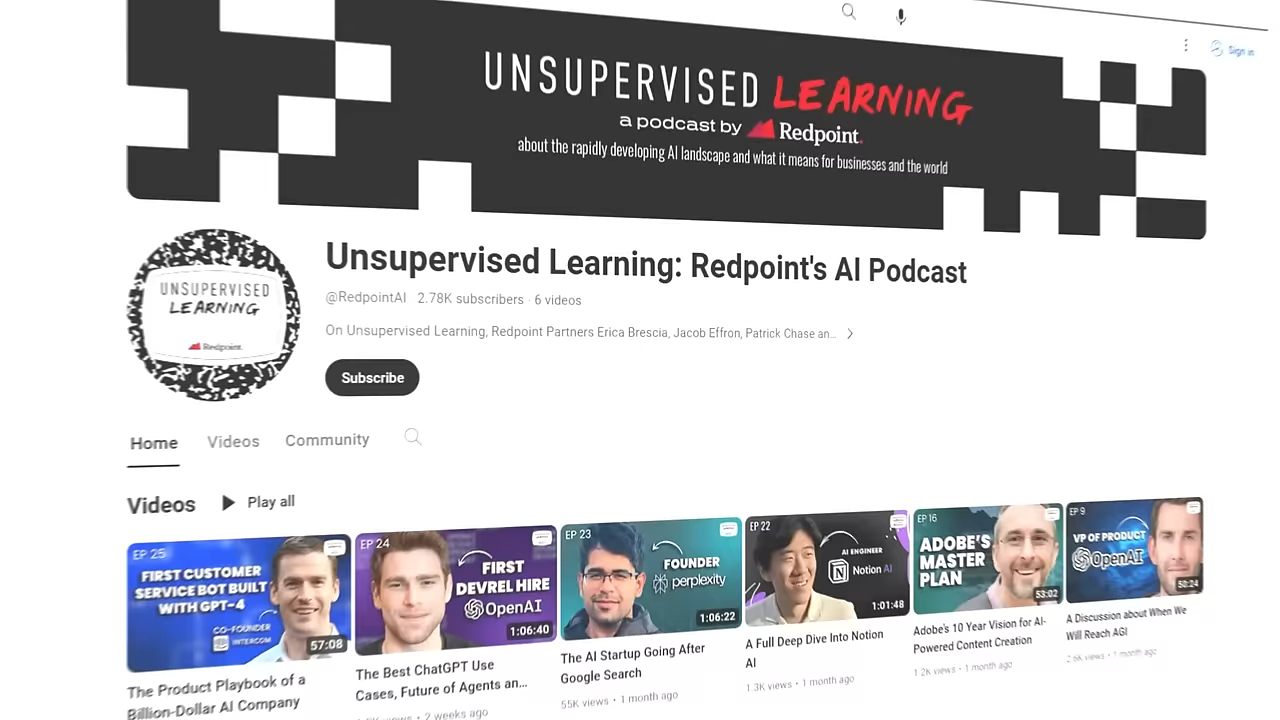 Sign in
UNSUPERVISED LEARNING
a podcast by Redpoint.
about the rapidly developing AI landscape and what it means for businesses and the world
UNSUPERVISED
LEARNING
Redpoint.
Unsupervised Learning: Redpoint's AI Podcast
@RedpointAI 2.78K subscribers · 6 videos
On Unsupervised Learning, Redpoint Partners Erica Brescia, Jacob Effron, Patrick Chase an...
Subscribe
Home Videos Community
Videos Play all
EP 25
FIRST CUSTOMER
SERVICE BOT BUILT
WITH GPT-4
CO-FOUNDER
INTERCOM
57:08
The Product Playbook of a
Billion-Dollar AI Company
EP 24
FIRST
DEVREL HIRE
OpenAI
1:06:40
The Best ChatGPT Use
Cases, Future of Agents an...
views • 2 weeks ago
EP 23
FOUNDER
perplexity
1:06:22
The AI Startup Going After
Google Search
55K views • 1 month ago
EP 22
AI ENGINEER
Notion AI
1:01:48
A Full Deep Dive Into Notion
AI
1.3K views • 1 month ago
EP 16
ADOBE'S
MASTER
PLAN
53:02
Adobe's 10 Year Vision for AI-
Powered Content Creation
1.2K views • 1 month ago
EP 9
VP OF PRODUCT
OpenAI
50:24
A Discussion about When We
Will Reach AGI
2.6K views • 1 month ago